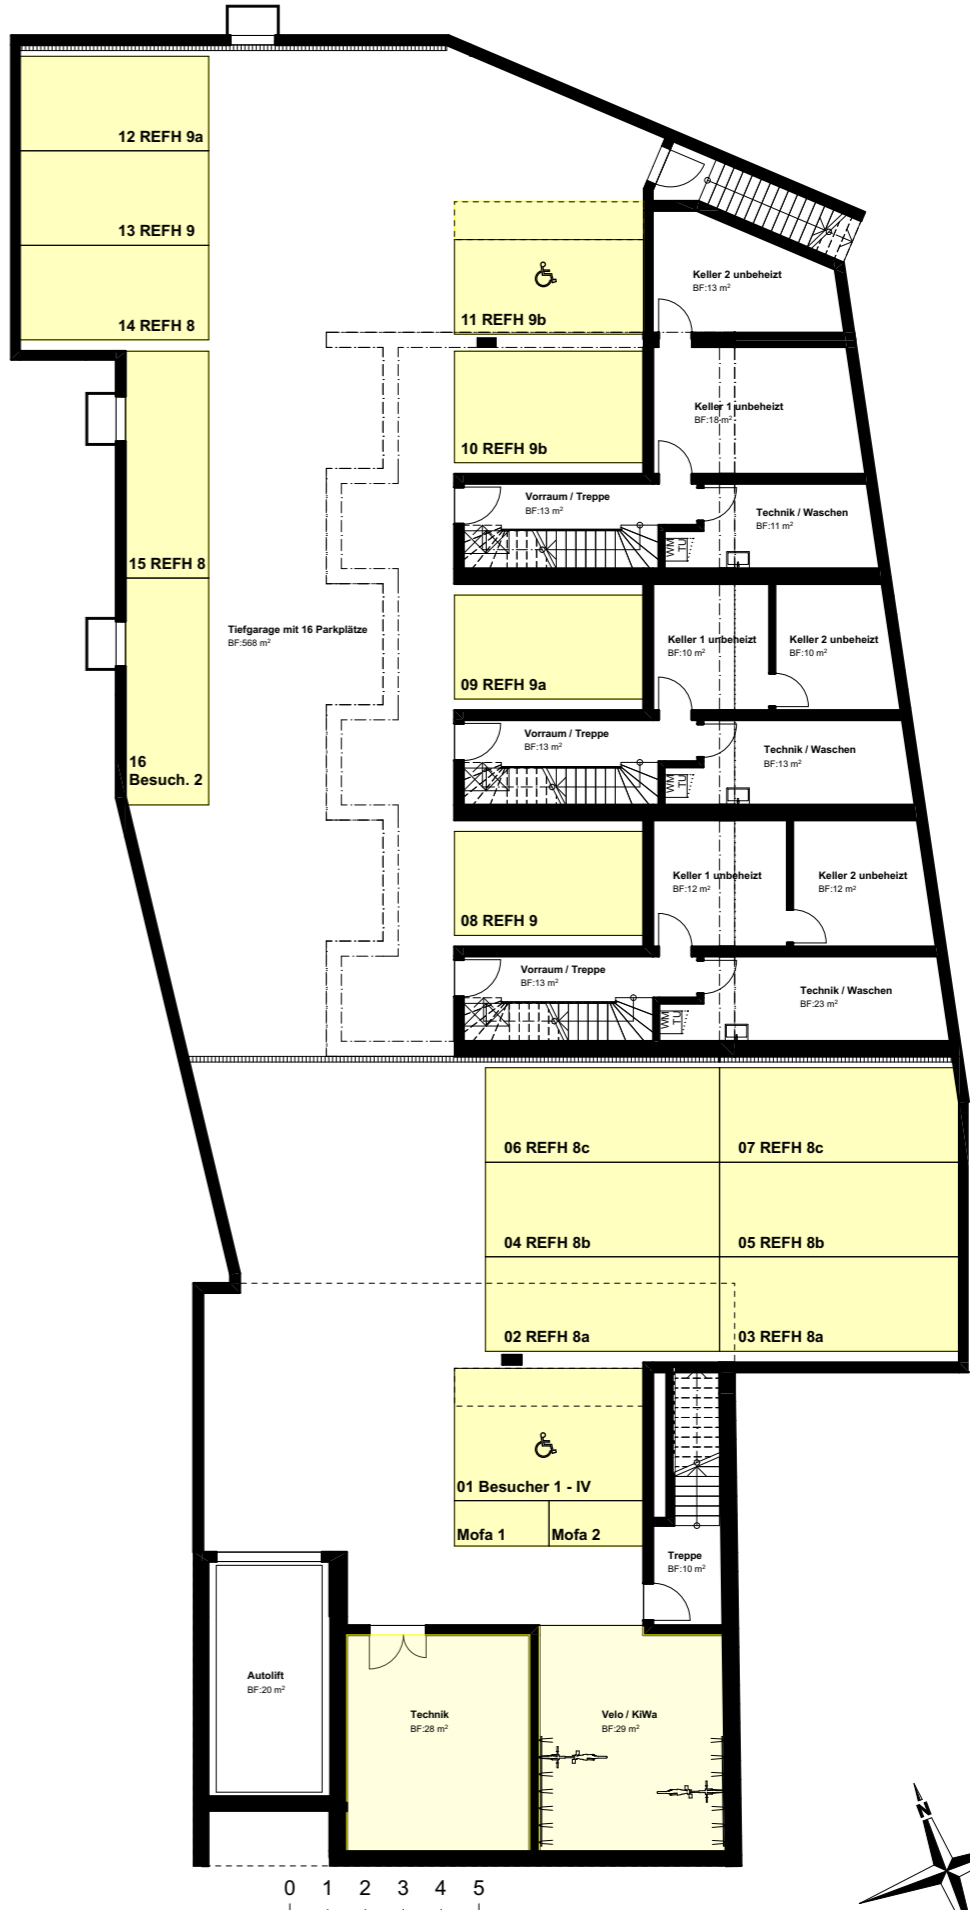 12 REFH 9a
13 REFH 9
14 REFH 8
Keller 2 unbeheizt
BF:13 m²
11 REFH 9b
Keller 1 unbeheizt
BF:18 m²
10 REFH 9b
Vorraum / Treppe
BF:13 m²
Technik / Waschen
BF:11 m²
WM
TU
15 REFH 8
Tiefgarage mit 16 Parkplätze
BF:568 m²
Keller 1 unbeheizt
BF:10 m²
Keller 2 unbeheizt
BF:10 m²
09 REFH 9a
Vorraum / Treppe
BF:13 m²
Technik / Waschen
BF:13 m²
WM
TU
16
Besuch. 2
Keller 1 unbeheizt
BF:12 m²
Keller 2 unbeheizt
BF:12 m²
08 REFH 9
Vorraum / Treppe
BF:13 m²
Technik / Waschen
BF:23 m²
WM
TU
06 REFH 8c
07 REFH 8c
04 REFH 8b
05 REFH 8b
02 REFH 8a
03 REFH 8a
01 Besucher 1 - IV
Mofa 1
Mofa 2
Treppe
BF:10 m²
Autolift
BF:20 m²
Technik
BF:28 m²
Velo / KiWa
BF:29 m²
N
0 1 2 3 4 5